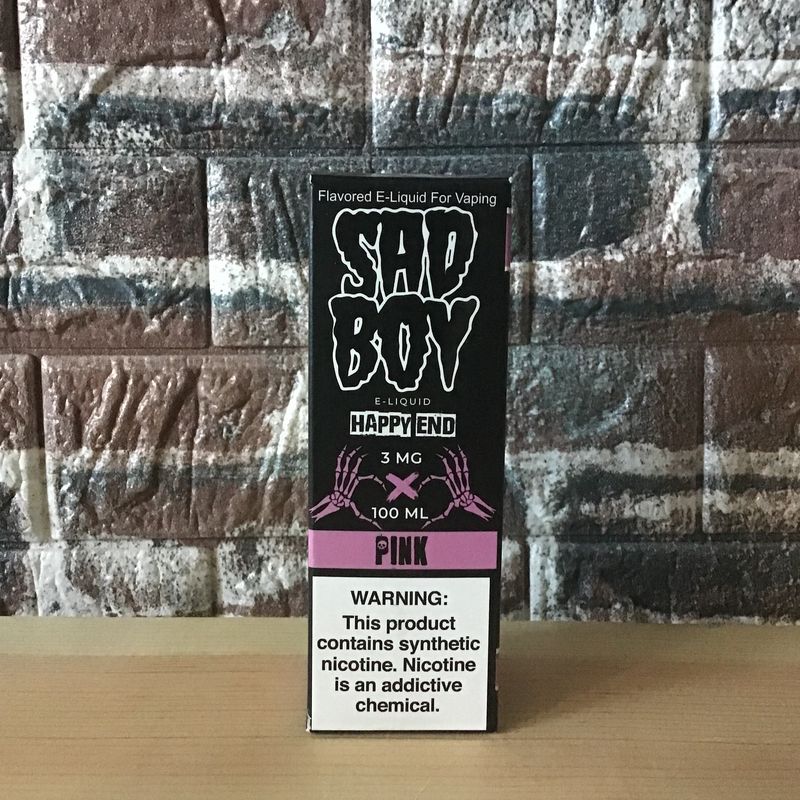 Flavored E-Liquid For Vaping
SAD
BOY
E-LIQUID
HAPPY END
3 MG
X
100 ML
PINK
WARNING:
This product
contains synthetic
nicotine. Nicotine
is an addictive
chemical.